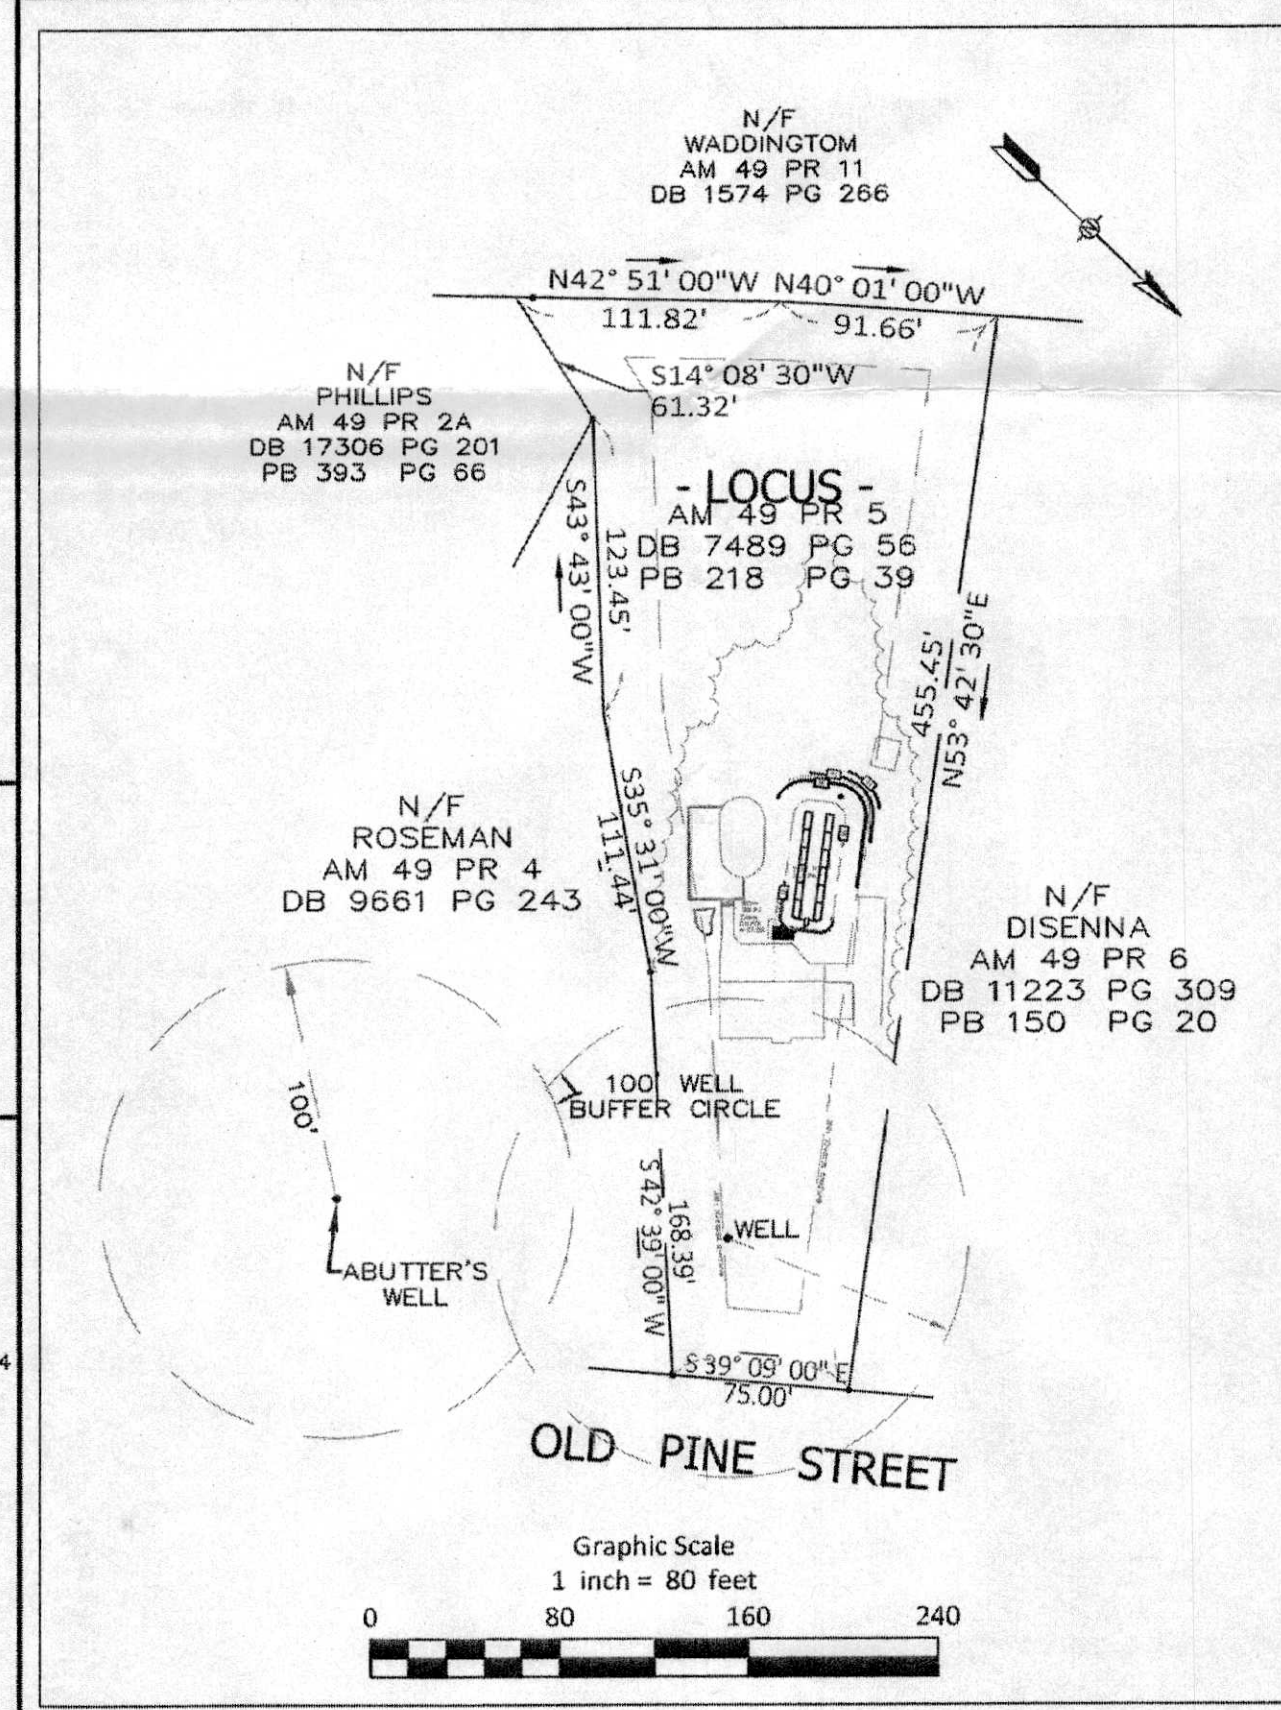 N/F
WADDINGTOM
AM 49 PR 11
DB 1574 PG 266
N42° 51' 00"W
111.82'
N40° 01' 00"W
91.66'
S14° 08' 30"W
61.32'
N/F
PHILLIPS
AM 49 PR 2A
DB 17306 PG 201
PB 393 PG 66
- LOCUS -
AM 49 PR 5
DB 7489 PG 56
PB 218 PG 39
S43° 43' 00"W
123.45'
455.45'
N53° 42' 30"E
S35° 31' 00"W
111.44'
N/F
ROSEMAN
AM 49 PR 4
DB 9661 PG 243
N/F
DISENNA
AM 49 PR 6
DB 11223 PG 309
PB 150 PG 20
100'
100' WELL
BUFFER CIRCLE
S 42° 39' 00" W
168.39'
WELL
ABUTTER'S
WELL
4
S 39° 09' 00" E
75.00'
OLD PINE STREET
Graphic Scale
1 inch = 80 feet
0 80 160 240